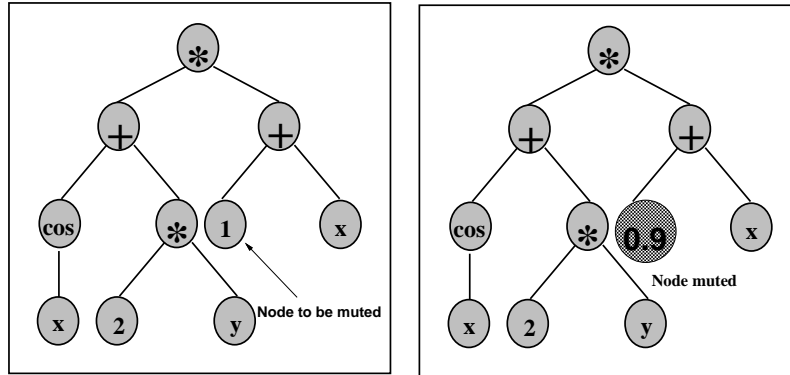 *
+ +
cos * 1 x
Node to be muted
x 2 y
*
+ +
cos * 0.9 x
Node muted
x 2 y